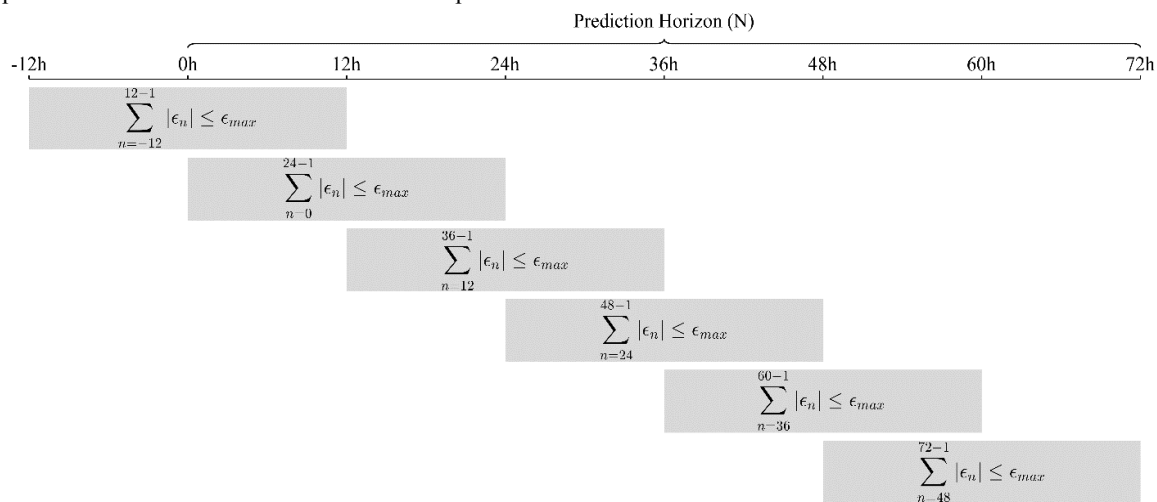 Prediction Horizon (N)
-12h 0h 12h 24h 36h 48h 60h 72h
12−1
∑ |ϵn| ≤ ϵmax
n=−12
24−1
∑ |ϵn| ≤ ϵmax
n=0
36−1
∑ |ϵn| ≤ ϵmax
n=12
48−1
∑ |ϵn| ≤ ϵmax
n=24
60−1
∑ |ϵn| ≤ ϵmax
n=36
72−1
∑ |ϵn| ≤ ϵmax
n=48